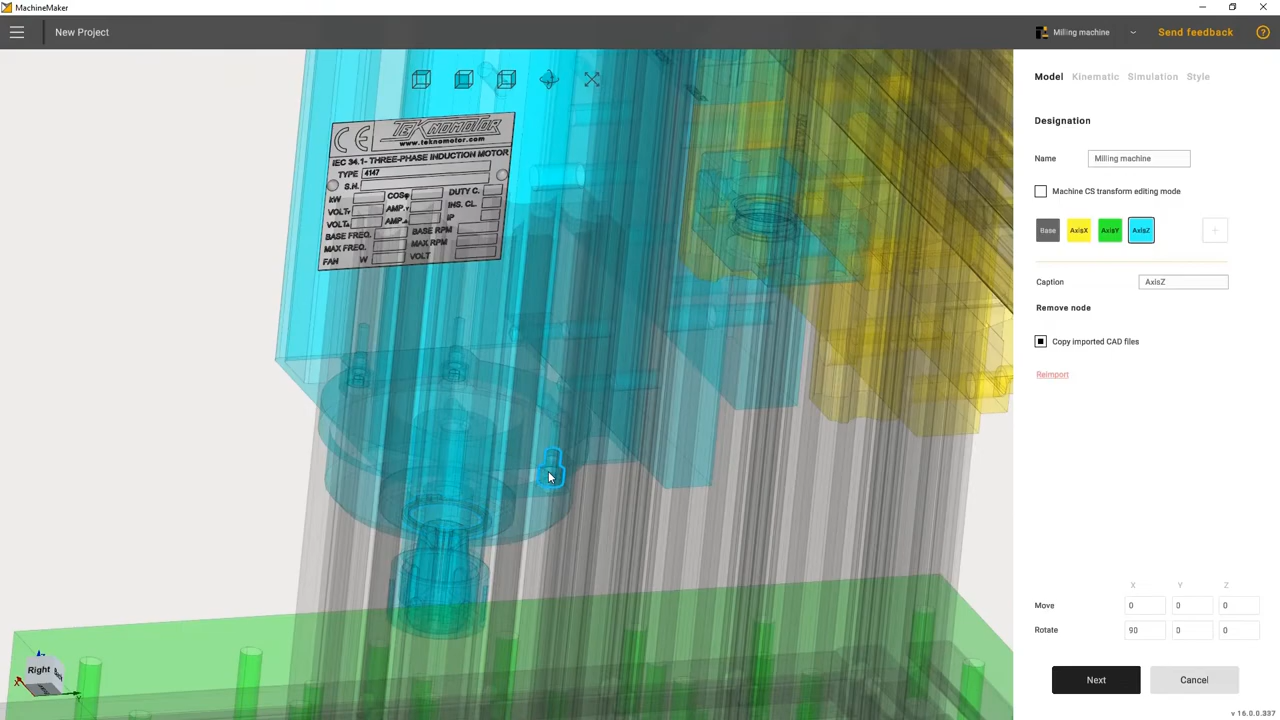 MachineMaker
New Project
Milling machine
Send feedback
?
Model Kinematic Simulation Style
Designation
Name Milling machine
Machine CS transform editing mode
Base AxisX AxisY AxisZ +
Caption AxisZ
Remove node
Copy imported CAD files
Reimport
X Y Z
Move 0 0 0
Rotate 90 0 0
Next Cancel
v 16.0.0.337
CE TEKNOMOTOR
www.teknomotor.com
IEC 34.1- THREE-PHASE INDUCTION MOTOR
TYPE 4147
S.N.
kW COSφ DUTY C.
VOLT AMP. INS. CL.
VOLT AMP. IP
BASE FREQ. BASE RPM
MAX FREQ. MAX RPM
FAN W VOLT
Right
X Y